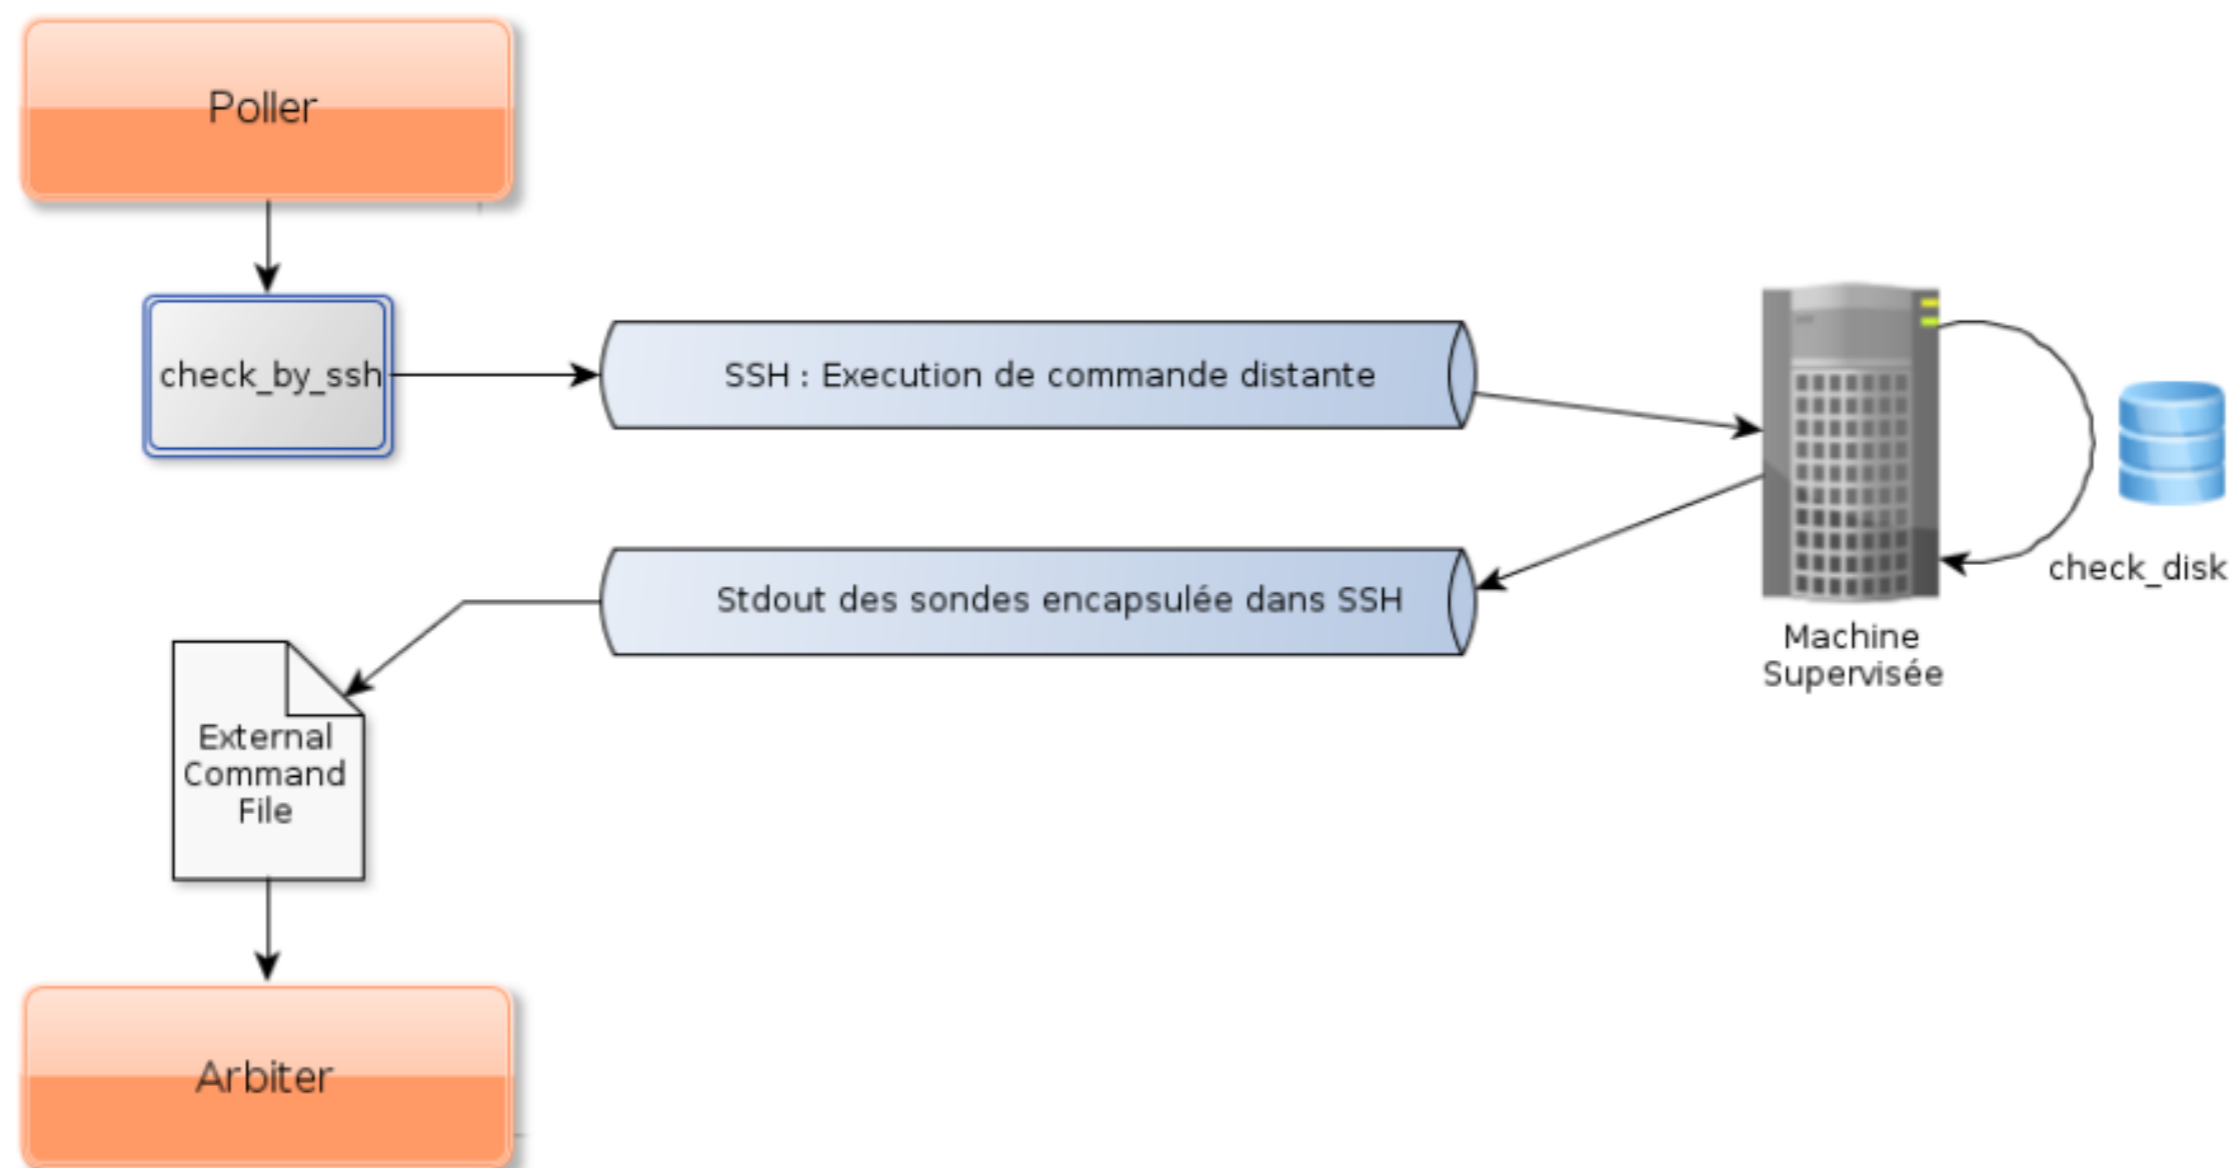 Poller
check_by_ssh
SSH : Execution de commande distante
check_disk
Machine
Supervisée
Stdout des sondes encapsulée dans SSH
External
Command
File
Arbiter